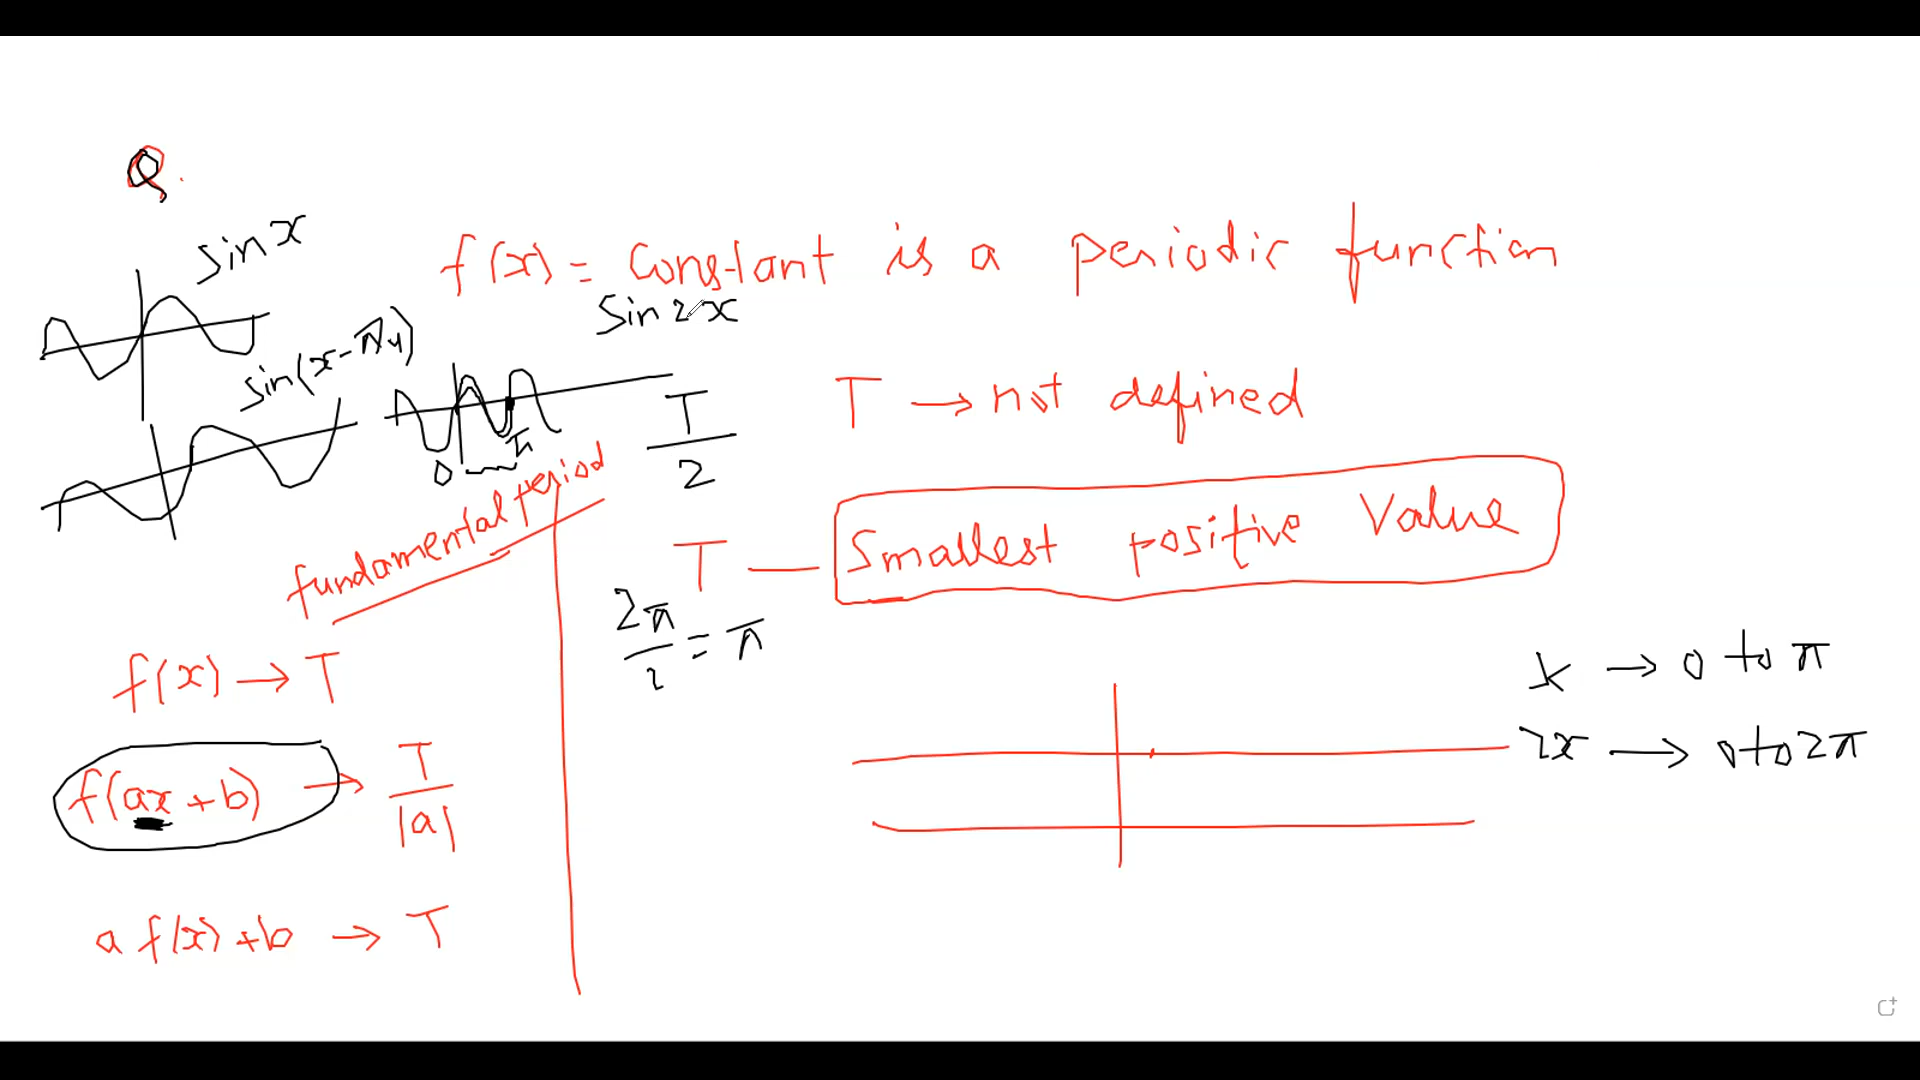 Q.
sin x
f(x) = constant is a periodic function
sin 2x
sin(x - π/4)
T → not defined
T/2
0 π
fundamental period
T — Smallest positive Value
2π/2 = π
f(x) → T
x → 0 to π
2x → 0 to 2π
f(ax + b) → T/|a|
a f(x) + b → T